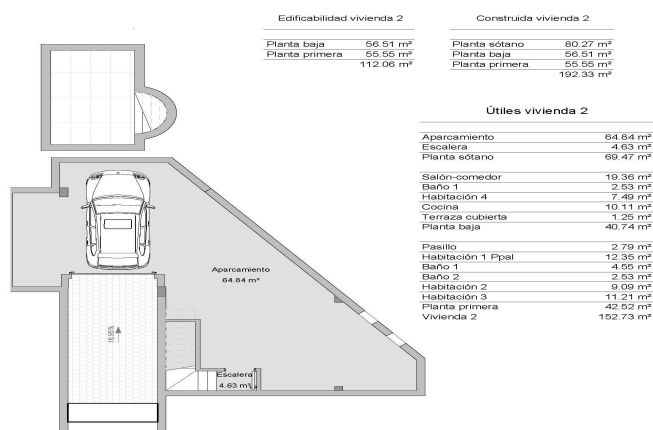 Edificabilidad vivienda 2
Planta baja 56.51 m²
Planta primera 55.55 m²
112.06 m²
Construida vivienda 2
Planta sótano 80.27 m²
Planta baja 56.51 m²
Planta primera 55.55 m²
192.33 m²
Útiles vivienda 2
Aparcamiento 64.84 m²
Escalera 4.63 m²
Planta sótano 69.47 m²
Salón-comedor 19.36 m²
Baño 1 2.53 m²
Habitación 4 7.49 m²
Cocina 10.11 m²
Terraza cubierta 1.25 m²
Planta baja 40.74 m²
Pasillo 2.79 m²
Habitación 1 Ppal 12.35 m²
Baño 1 4.55 m²
Baño 2 2.53 m²
Habitación 2 9.09 m²
Habitación 3 11.21 m²
Planta primera 42.52 m²
Vivienda 2 152.73 m²
Aparcamiento
64.84 m²
Escalera
4.63 m²